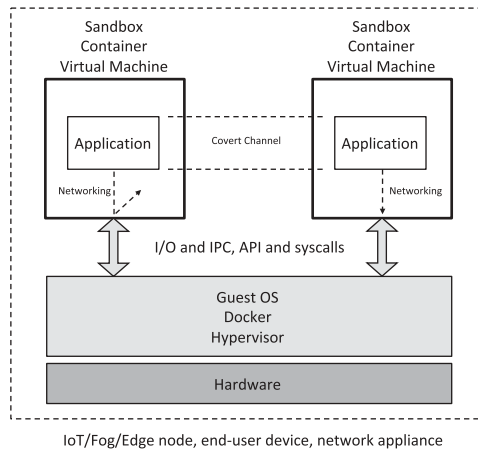 Sandbox
Container
Virtual Machine
Sandbox
Container
Virtual Machine
Application
Covert Channel
Application
Networking
Networking
I/O and IPC, API and syscalls
Guest OS
Docker
Hypervisor
Hardware
IoT/Fog/Edge node, end-user device, network appliance